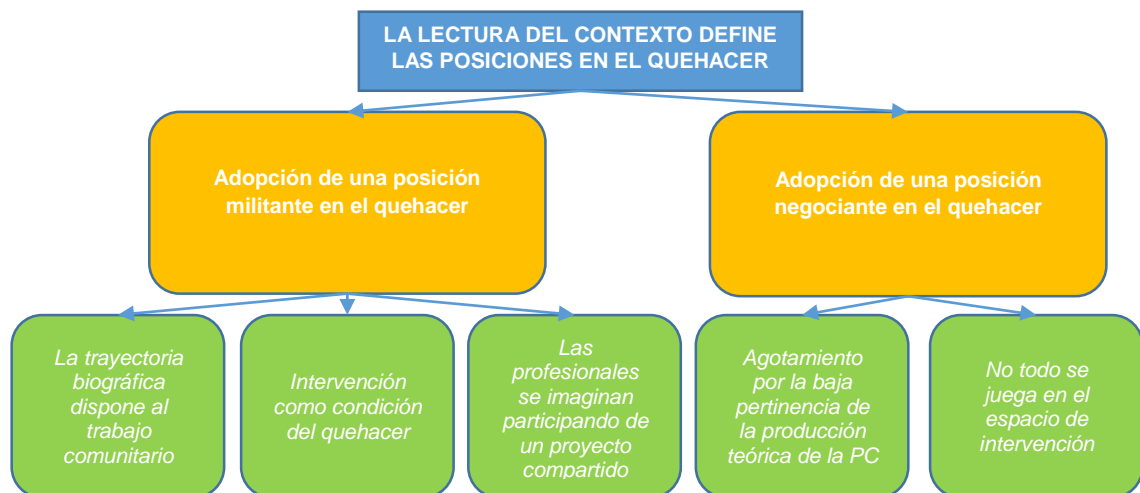 LA LECTURA DEL CONTEXTO DEFINE
LAS POSICIONES EN EL QUEHACER
Adopción de una posición
militante en el quehacer
Adopción de una posición
negociante en el quehacer
La trayectoria
biográfica
dispone al
trabajo
comunitario
Intervención
como condición
del quehacer
Las
profesionales
se imaginan
participando de
un proyecto
compartido
Agotamiento
por la baja
pertinencia de
la producción
teórica de la PC
No todo se
juega en el
espacio de
intervención